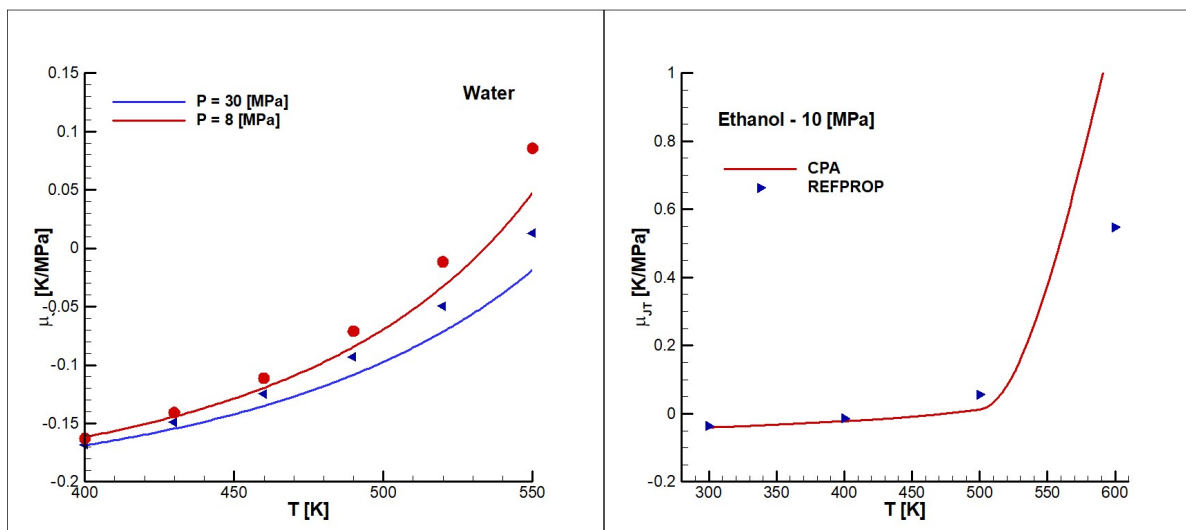 0.15
0.1
0.05
0
-0.05
-0.1
-0.15
-0.2
μJ [K/MPa]
P = 30 [MPa]
P = 8 [MPa]
Water
400
450
500
550
T [K]
1
0.8
0.6
0.4
0.2
0
-0.2
μJT [K/MPa]
Ethanol - 10 [MPa]
CPA
REFPROP
300
350
400
450
500
550
600
T [K]